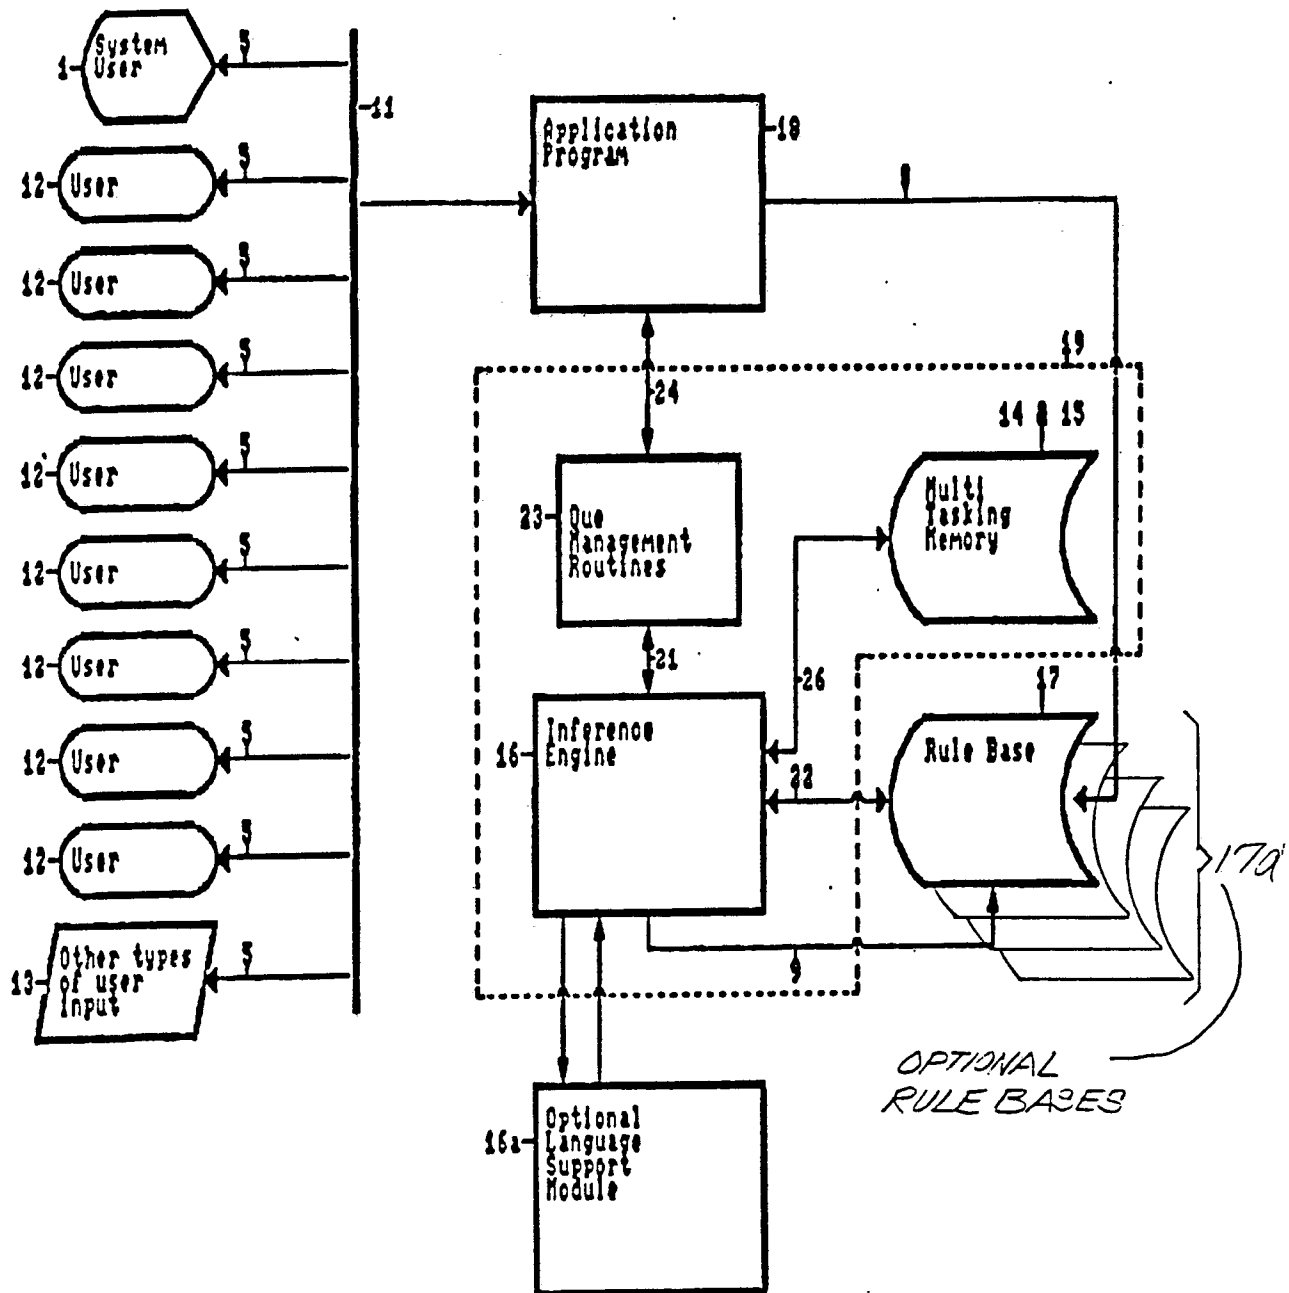 System
User
1
5
11
12
User
5
12
User
5
12
User
5
12
User
5
12
User
5
12
User
5
12
User
5
12
User
5
13
Other types
of user
Input
5
Application
Program
18
24
19
14 & 15
Multi
Tasking
Memory
23
Que
Management
Routines
21
26
17
16
Inference
Engine
22
Rule Base
17a
9
OPTIONAL
RULE BASES
16a
Optional
Language
Support
Module